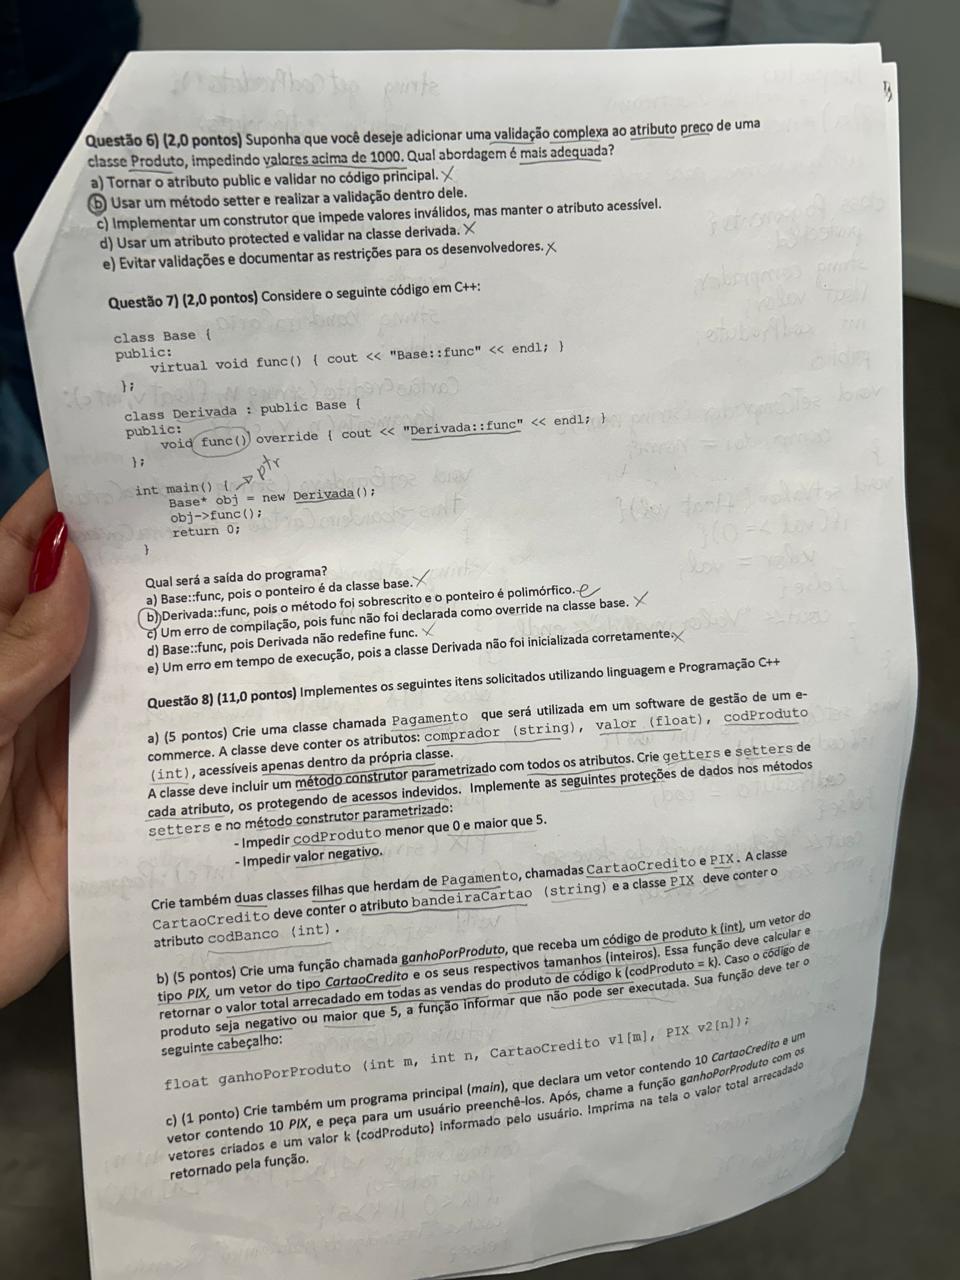 Questão 6) (2,0 pontos) Suponha que você deseje adicionar uma validação complexa ao atributo preco de uma
classe Produto, impedindo valores acima de 1000. Qual abordagem é mais adequada?
a) Tornar o atributo public e validar no código principal. X
b) Usar um método setter e realizar a validação dentro dele.
c) Implementar um construtor que impede valores inválidos, mas manter o atributo acessível.
d) Usar um atributo protected e validar na classe derivada. X
e) Evitar validações e documentar as restrições para os desenvolvedores. X
Questão 7) (2,0 pontos) Considere o seguinte código em C++:
class Base {
public:
virtual void func() { cout << "Base::func" << endl; }
};
class Derivada : public Base {
public:
void func() override { cout << "Derivada::func" << endl; }
};
ptr
int main() {
Base* obj = new Derivada();
obj->func();
return 0;
}
Qual será a saída do programa?
a) Base::func, pois o ponteiro é da classe base. X
b) Derivada::func, pois o método foi sobrescrito e o ponteiro é polimórfico.
c) Um erro de compilação, pois func não foi declarada como override na classe base. X
d) Base::func, pois Derivada não redefine func. X
e) Um erro em tempo de execução, pois a classe Derivada não foi inicializada corretamente. X
Questão 8) (11,0 pontos) Implementes os seguintes itens solicitados utilizando linguagem e Programação C++
a) (5 pontos) Crie uma classe chamada Pagamento que será utilizada em um software de gestão de um e-
commerce. A classe deve conter os atributos: comprador (string), valor (float), codProduto
(int), acessíveis apenas dentro da própria classe.
A classe deve incluir um método construtor parametrizado com todos os atributos. Crie getters e setters de
cada atributo, os protegendo de acessos indevidos. Implemente as seguintes proteções de dados nos métodos
setters e no método construtor parametrizado:
- Impedir codProduto menor que 0 e maior que 5.
- Impedir valor negativo.
Crie também duas classes filhas que herdam de Pagamento, chamadas CartaoCredito e PIX. A classe
CartaoCredito deve conter o atributo bandeiraCartao (string) e a classe PIX deve conter o
atributo codBanco (int).
b) (5 pontos) Crie uma função chamada ganhoPorProduto, que receba um código de produto k (int), um vetor do
tipo PIX, um vetor do tipo CartaoCredito e os seus respectivos tamanhos (inteiros). Essa função deve calcular e
retornar o valor total arrecadado em todas as vendas do produto de código k (codProduto = k). Caso o código de
produto seja negativo ou maior que 5, a função informar que não pode ser executada. Sua função deve ter o
seguinte cabeçalho:
float ganhoPorProduto (int m, int n, CartaoCredito v1[m], PIX v2[n]);
c) (1 ponto) Crie também um programa principal (main), que declara um vetor contendo 10 CartaoCredito e um
vetor contendo 10 PIX, e peça para um usuário preenchê-los. Após, chame a função ganhoPorProduto com os
vetores criados e um valor k (codProduto) informado pelo usuário. Imprima na tela o valor total arrecadado
retornado pela função.